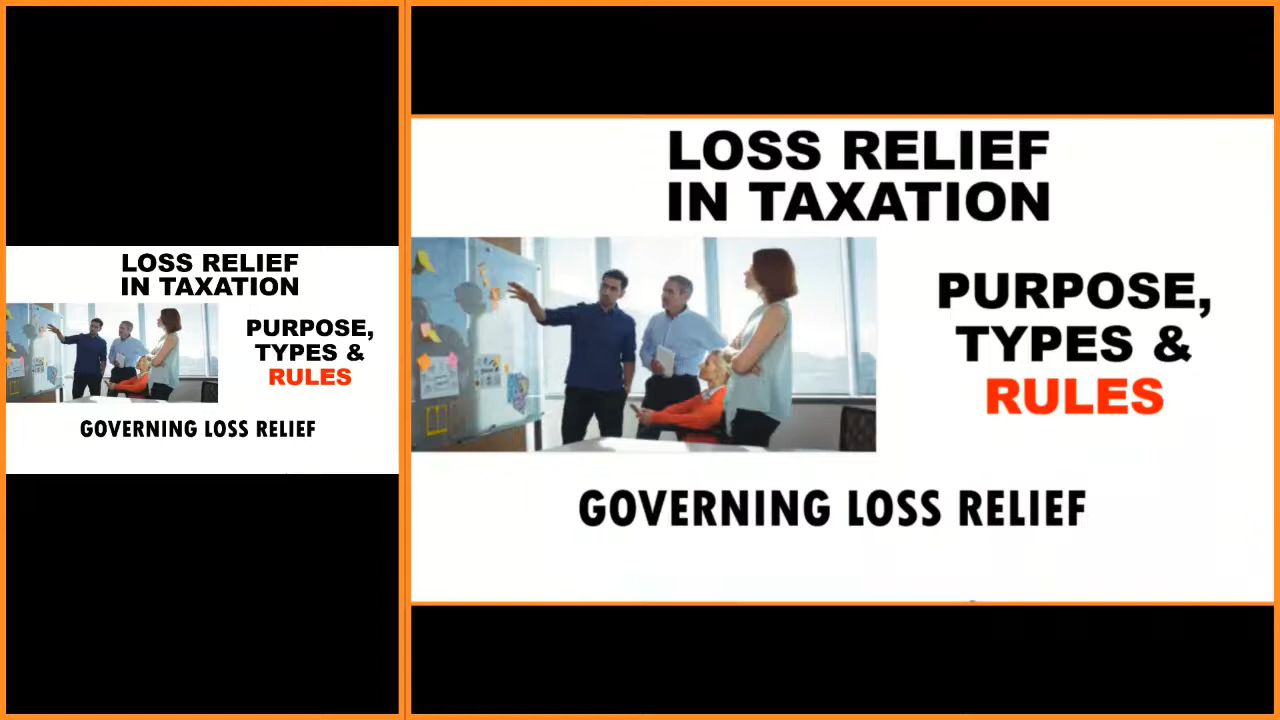 LOSS RELIEF
IN TAXATION
PURPOSE,
TYPES &
RULES
GOVERNING LOSS RELIEF
LOSS RELIEF
IN TAXATION
PURPOSE,
TYPES &
RULES
GOVERNING LOSS RELIEF